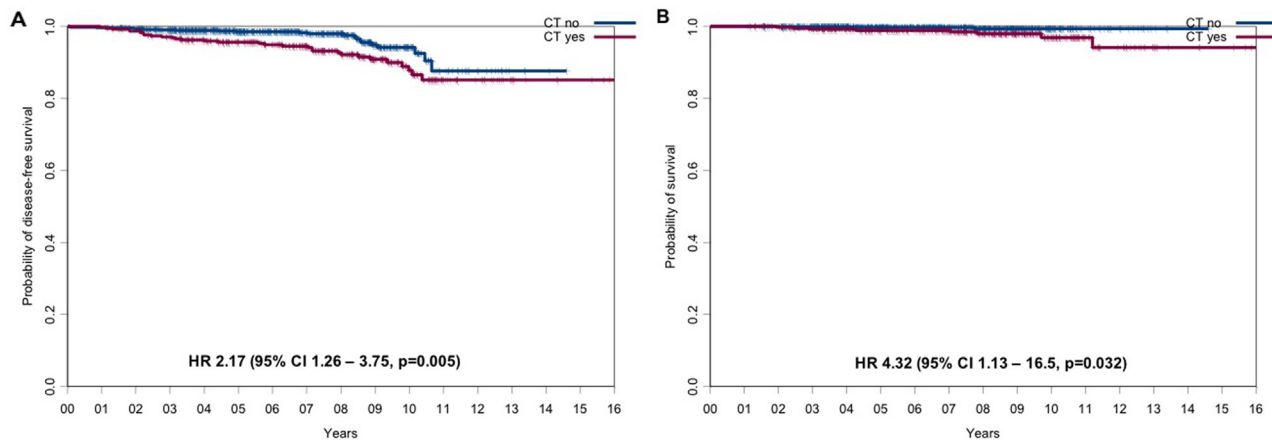 A
CT no
CT yes
Probability of disease-free survival
1.0
0.8
0.6
0.4
0.2
0.0
HR 2.17 (95% CI 1.26 – 3.75, p=0.005)
00 01 02 03 04 05 06 07 08 09 10 11 12 13 14 15 16
Years
B
CT no
CT yes
Probability of survival
1.0
0.8
0.6
0.4
0.2
0.0
HR 4.32 (95% CI 1.13 – 16.5, p=0.032)
00 01 02 03 04 05 06 07 08 09 10 11 12 13 14 15 16
Years